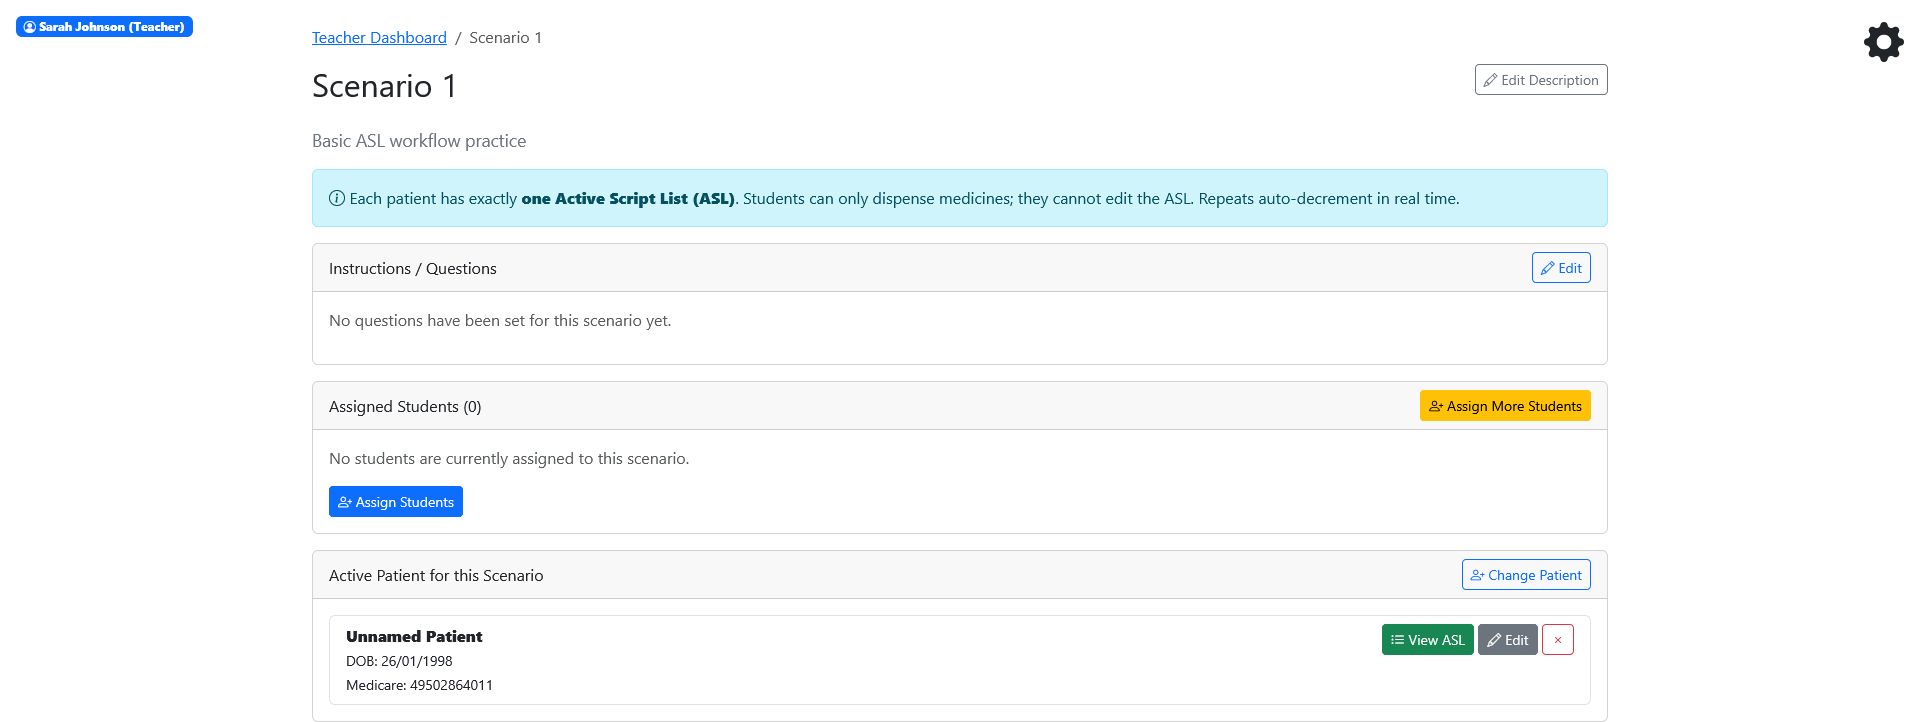 Sarah Johnson (Teacher)
Teacher Dashboard / Scenario 1
Scenario 1
Edit Description
Basic ASL workflow practice
Each patient has exactly one Active Script List (ASL). Students can only dispense medicines; they cannot edit the ASL. Repeats auto-decrement in real time.
Instructions / Questions
Edit
No questions have been set for this scenario yet.
Assigned Students (0)
Assign More Students
No students are currently assigned to this scenario.
Assign Students
Active Patient for this Scenario
Change Patient
Unnamed Patient
View ASL
Edit
×
DOB: 26/01/1998
Medicare: 49502864011